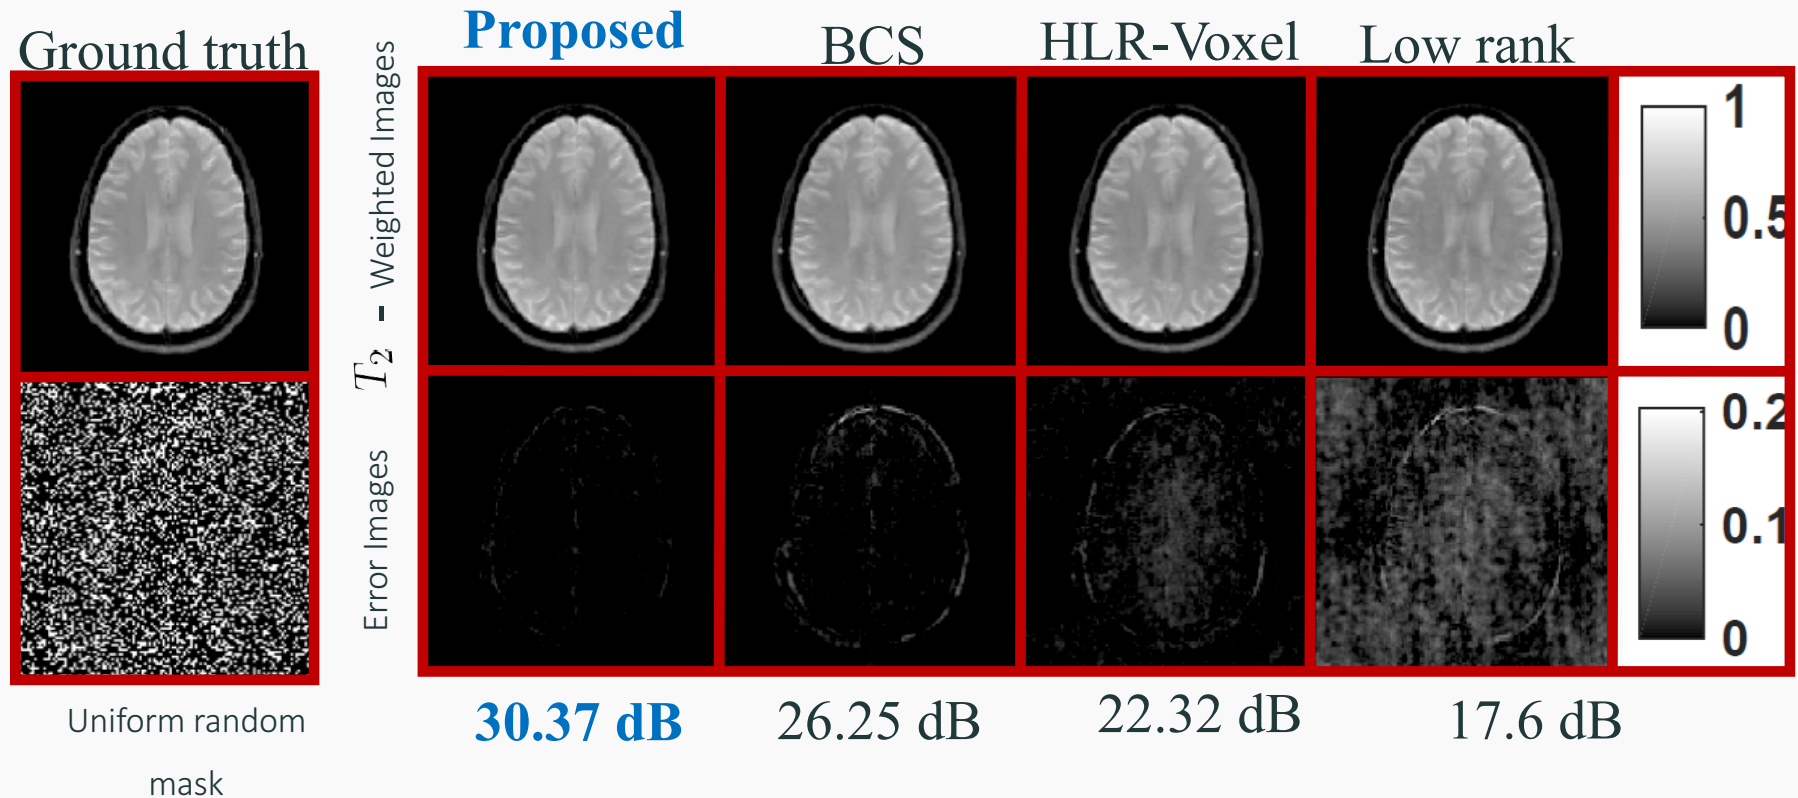 Ground truth
Proposed
BCS
HLR-Voxel
Low rank
T2 - Weighted Images
1
0.5
0
Error Images
0.2
0.1
0
Uniform random
mask
30.37 dB
26.25 dB
22.32 dB
17.6 dB